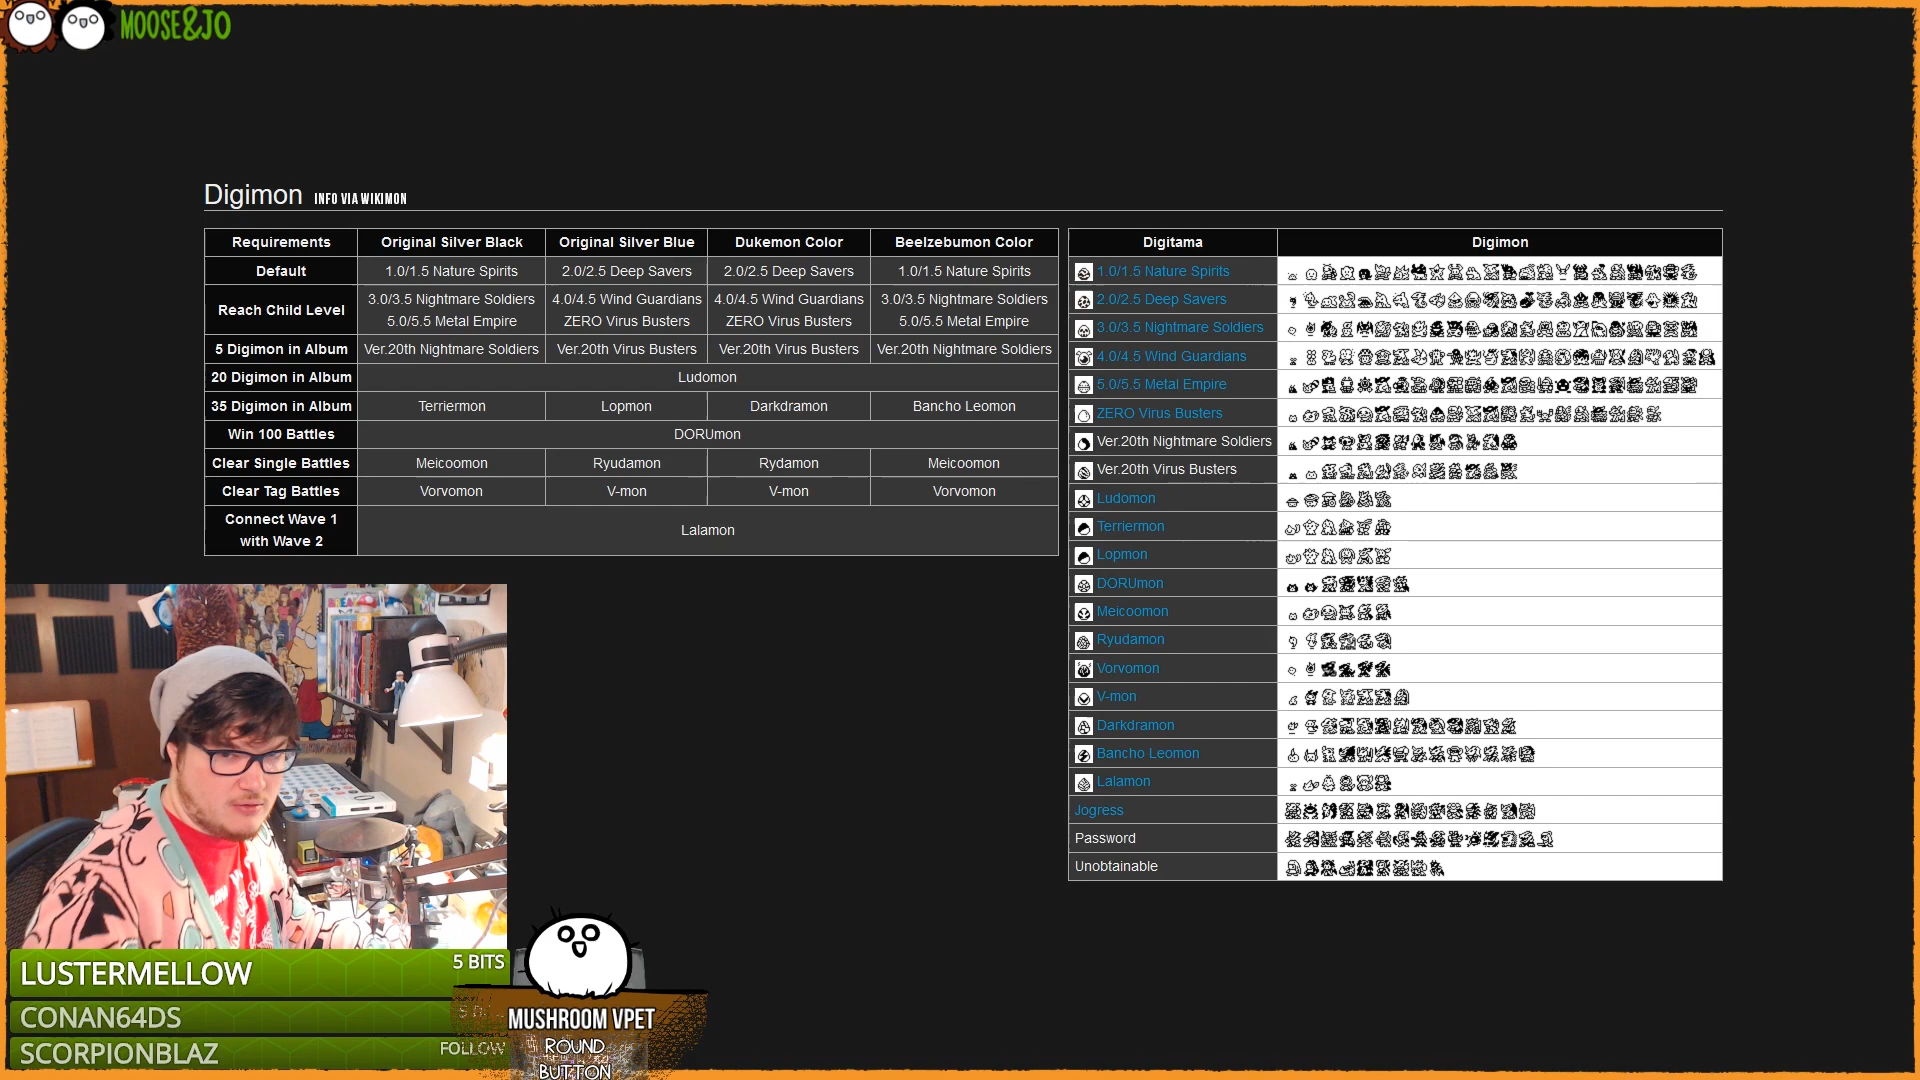 MOOSE&JO
Digimon INFO VIA WIKIMON
Requirements Original Silver Black Original Silver Blue Dukemon Color Beelzebumon Color
Default 1.0/1.5 Nature Spirits 2.0/2.5 Deep Savers 2.0/2.5 Deep Savers 1.0/1.5 Nature Spirits
Reach Child Level 3.0/3.5 Nightmare Soldiers 4.0/4.5 Wind Guardians 4.0/4.5 Wind Guardians 3.0/3.5 Nightmare Soldiers
5.0/5.5 Metal Empire ZERO Virus Busters ZERO Virus Busters 5.0/5.5 Metal Empire
5 Digimon in Album Ver.20th Nightmare Soldiers Ver.20th Virus Busters Ver.20th Virus Busters Ver.20th Nightmare Soldiers
20 Digimon in Album Ludomon
35 Digimon in Album Terriermon Lopmon Darkdramon Bancho Leomon
Win 100 Battles DORUmon
Clear Single Battles Meicoomon Ryudamon Rydamon Meicoomon
Clear Tag Battles Vorvomon V-mon V-mon Vorvomon
Connect Wave 1
with Wave 2 Lalamon
Digitama Digimon
1.0/1.5 Nature Spirits
2.0/2.5 Deep Savers
3.0/3.5 Nightmare Soldiers
4.0/4.5 Wind Guardians
5.0/5.5 Metal Empire
ZERO Virus Busters
Ver.20th Nightmare Soldiers
Ver.20th Virus Busters
Ludomon
Terriermon
Lopmon
DORUmon
Meicoomon
Ryudamon
Vorvomon
V-mon
Darkdramon
Bancho Leomon
Lalamon
Jogress
Password
Unobtainable
LUSTERMELLOW 5 BITS
CONAN64DS
SCORPIONBLAZ FOLLOW
MUSHROOM VPET
ROUND
BUTTON